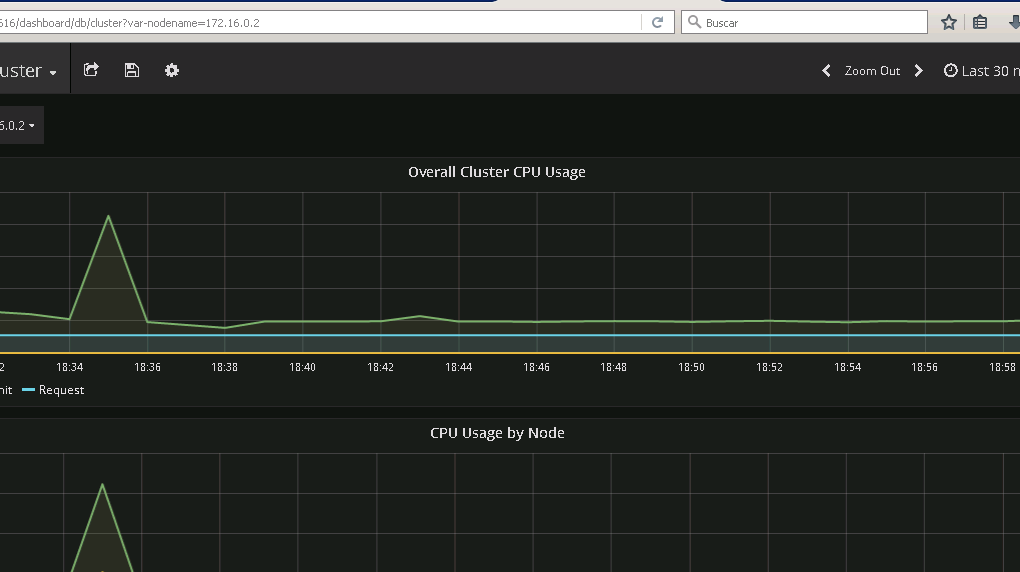 616/dashboard/db/cluster?var-nodename=172.16.0.2
Buscar
uster
Zoom Out
Last 30 m
6.0.2
Overall Cluster CPU Usage
2 18:34 18:36 18:38 18:40 18:42 18:44 18:46 18:48 18:50 18:52 18:54 18:56 18:58
nit Request
CPU Usage by Node